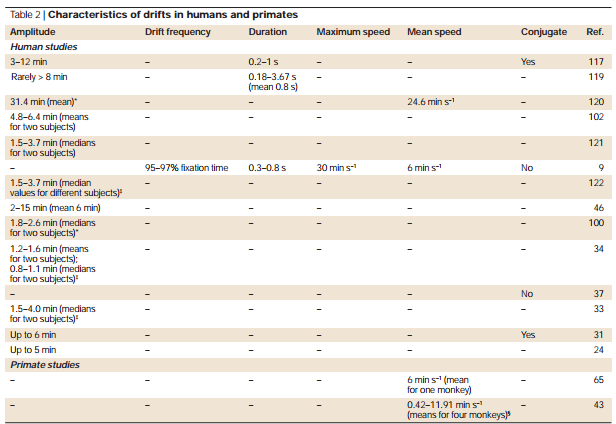 Table 2 | Characteristics of drifts in humans and primates
Amplitude Drift frequency Duration Maximum speed Mean speed Conjugate Ref.
Human studies
3–12 min – 0.2–1 s – – Yes 117
Rarely > 8 min – 0.18–3.67 s – – – 119
(mean 0.8 s)
31.4 min (mean)* – – – 24.6 min s⁻¹ – 120
4.8–6.4 min (means – – – – – 102
for two subjects)
1.5–3.7 min (medians – – – – – 121
for two subjects)
– 95–97% fixation time 0.3–0.8 s 30 min s⁻¹ 6 min s⁻¹ No 9
1.5–3.7 min (median – – – – – 122
values for different subjects)‡
2–15 min (mean 6 min) – – – – – 46
1.8–2.6 min (medians – – – – – 100
for two subjects)*
1.2–1.6 min (means – – – – – 34
for two subjects);
0.8–1.1 min (medians
for two subjects)‡
– – – – – No 37
1.5–4.0 min (medians – – – – – 33
for two subjects)‡
Up to 6 min – – – – Yes 31
Up to 5 min – – – – – 24
Primate studies
– – – – 6 min s⁻¹ (mean – 65
for one monkey)
– – – – 0.42–11.91 min s⁻¹ – 43
(means for four monkeys)§